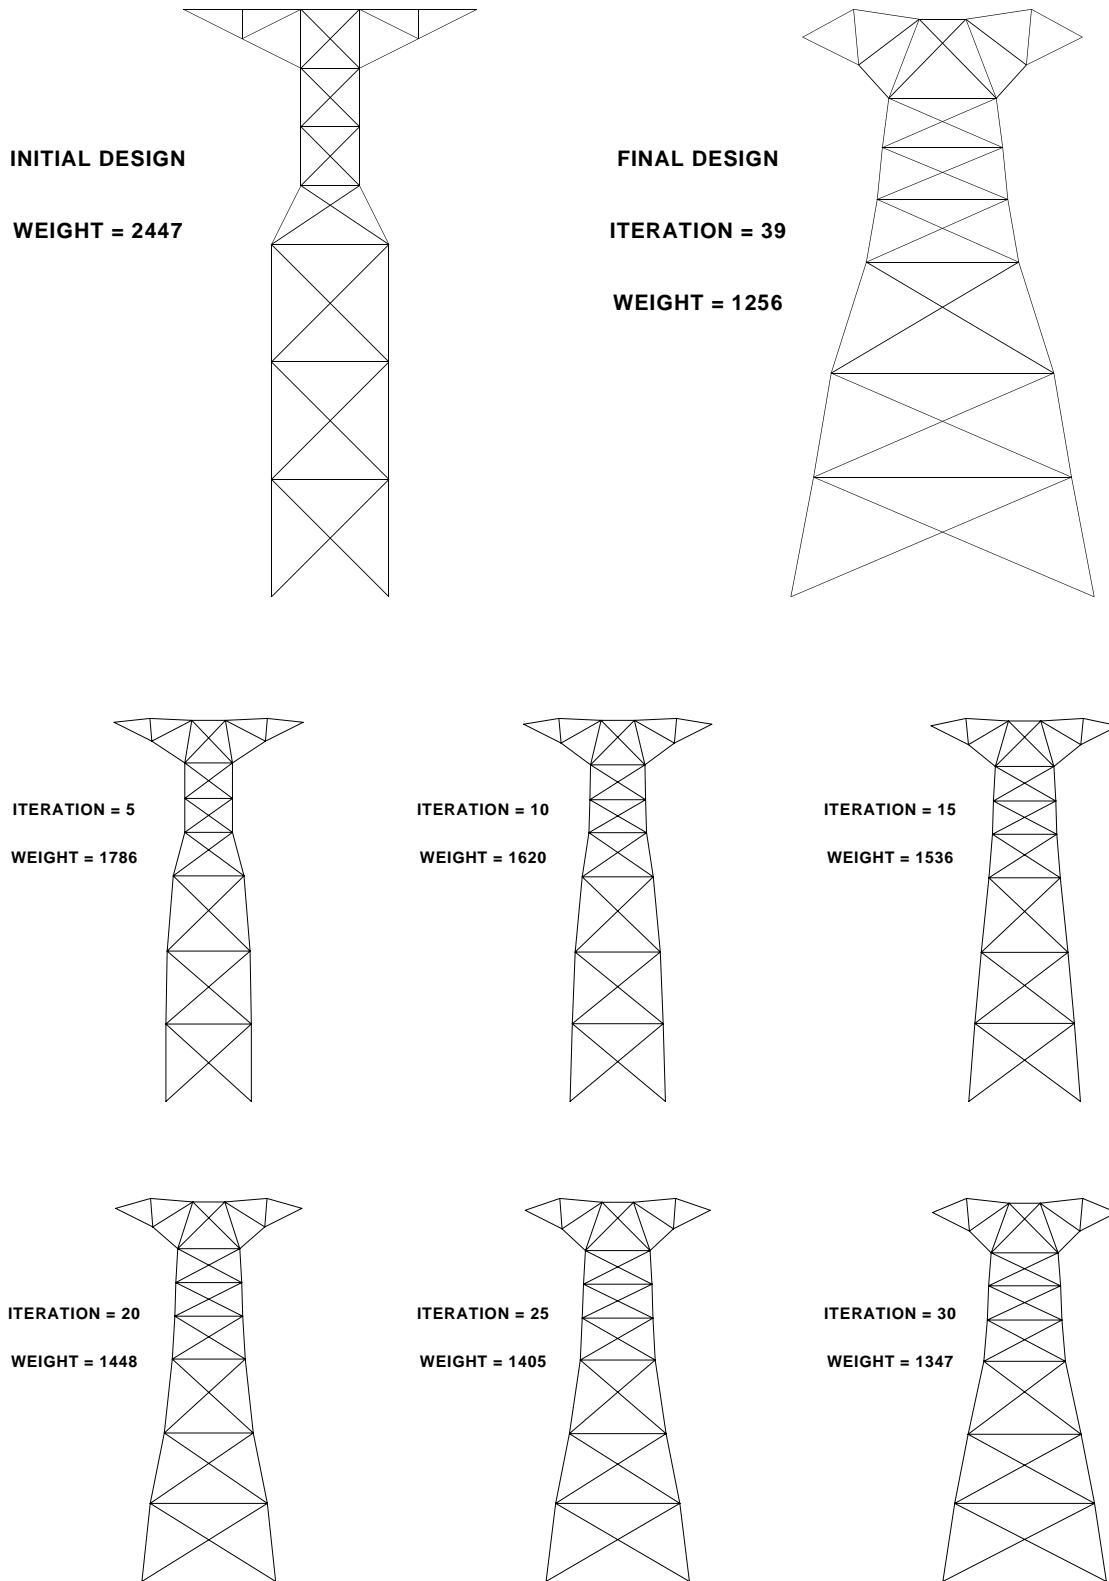 INITIAL DESIGN
WEIGHT = 2447
FINAL DESIGN
ITERATION = 39
WEIGHT = 1256
ITERATION = 5
WEIGHT = 1786
ITERATION = 10
WEIGHT = 1620
ITERATION = 15
WEIGHT = 1536
ITERATION = 20
WEIGHT = 1448
ITERATION = 25
WEIGHT = 1405
ITERATION = 30
WEIGHT = 1347